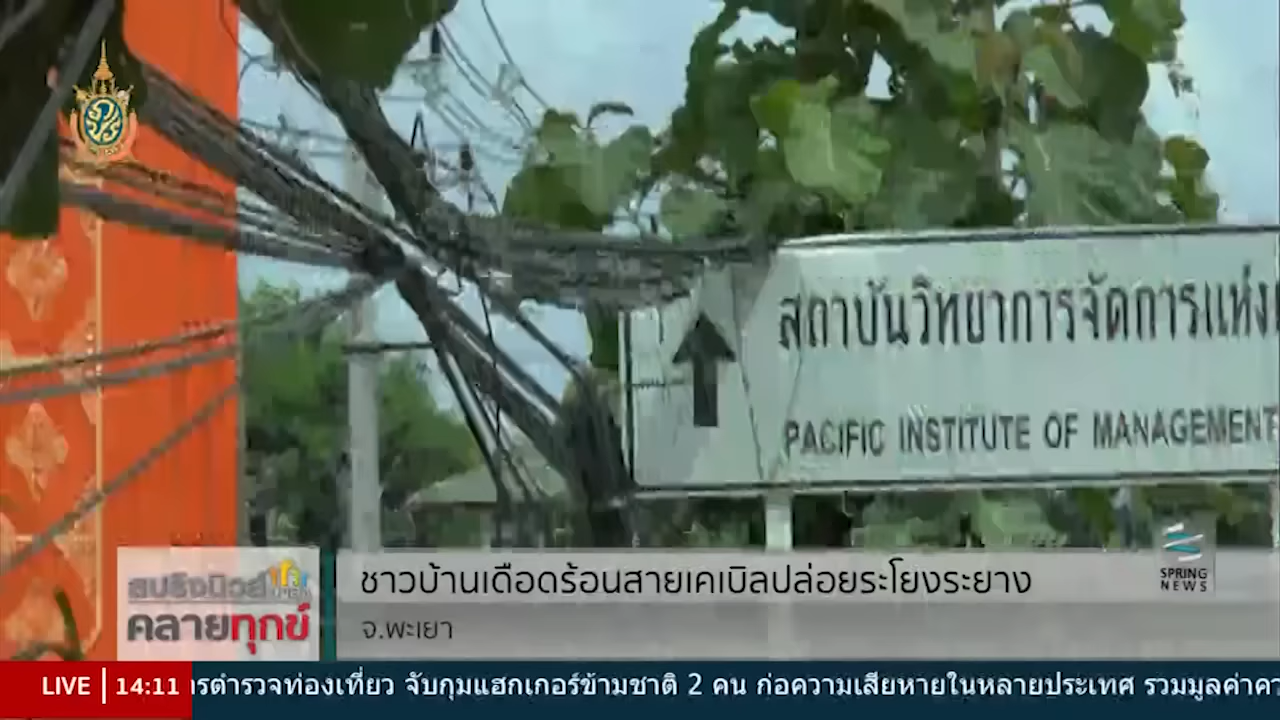 สถาบันวิทยาการจัดการแห่ง
PACIFIC INSTITUTE OF MANAGEMENT
สปริงนิวส์
คลายทุกข์
ชาวบ้านเดือดร้อนสายเคเบิลปล่อยระโยงระยาง
จ.พะเยา
SPRING
NEWS
LIVE 14:11 ารตำรวจท่องเที่ยว จับกุมแฮกเกอร์ข้ามชาติ 2 คน ก่อความเสียหายในหลายประเทศ รวมมูลค่าคว